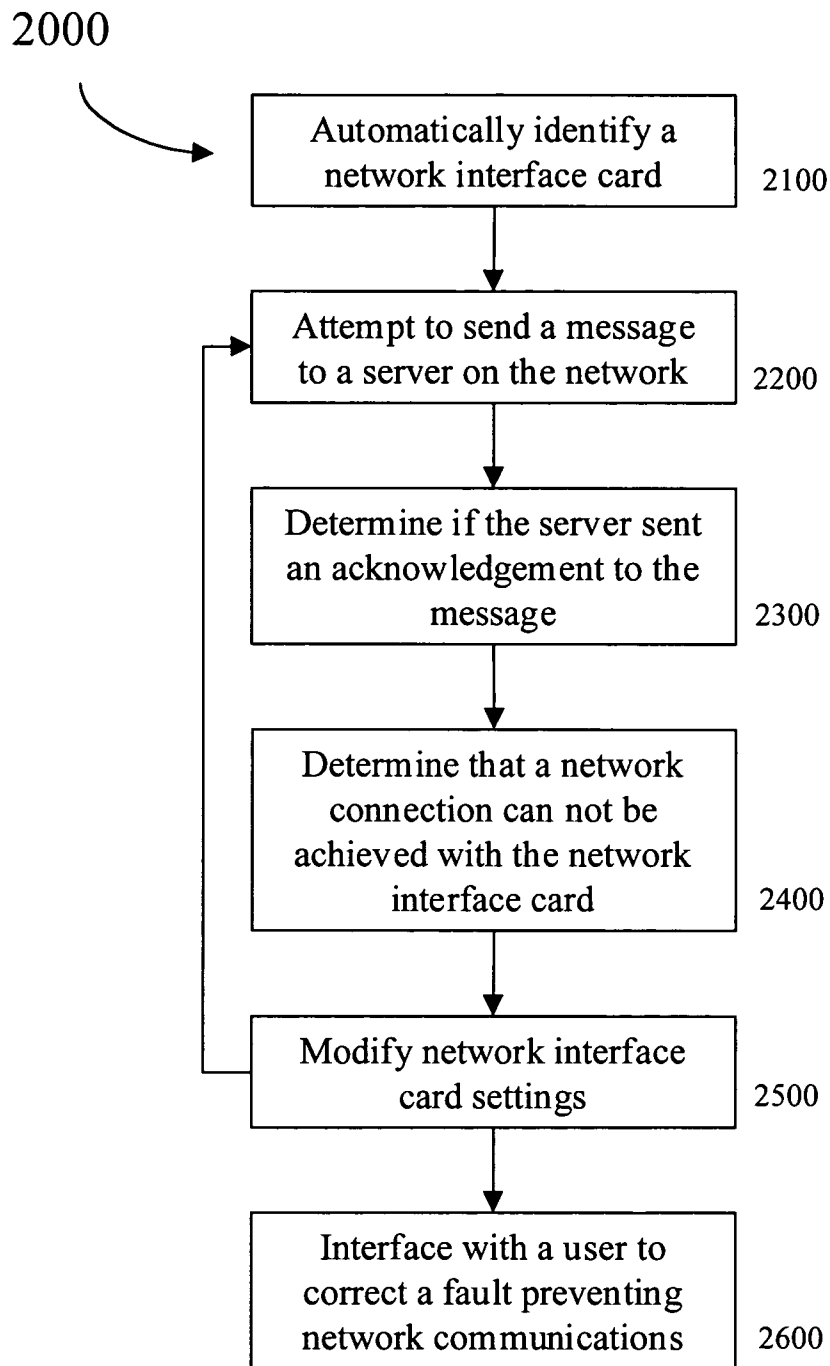 2000
Automatically identify a
network interface card
2100
Attempt to send a message
to a server on the network
2200
Determine if the server sent
an acknowledgement to the
message
2300
Determine that a network
connection can not be
achieved with the network
interface card
2400
Modify network interface
card settings
2500
Interface with a user to
correct a fault preventing
network communications
2600